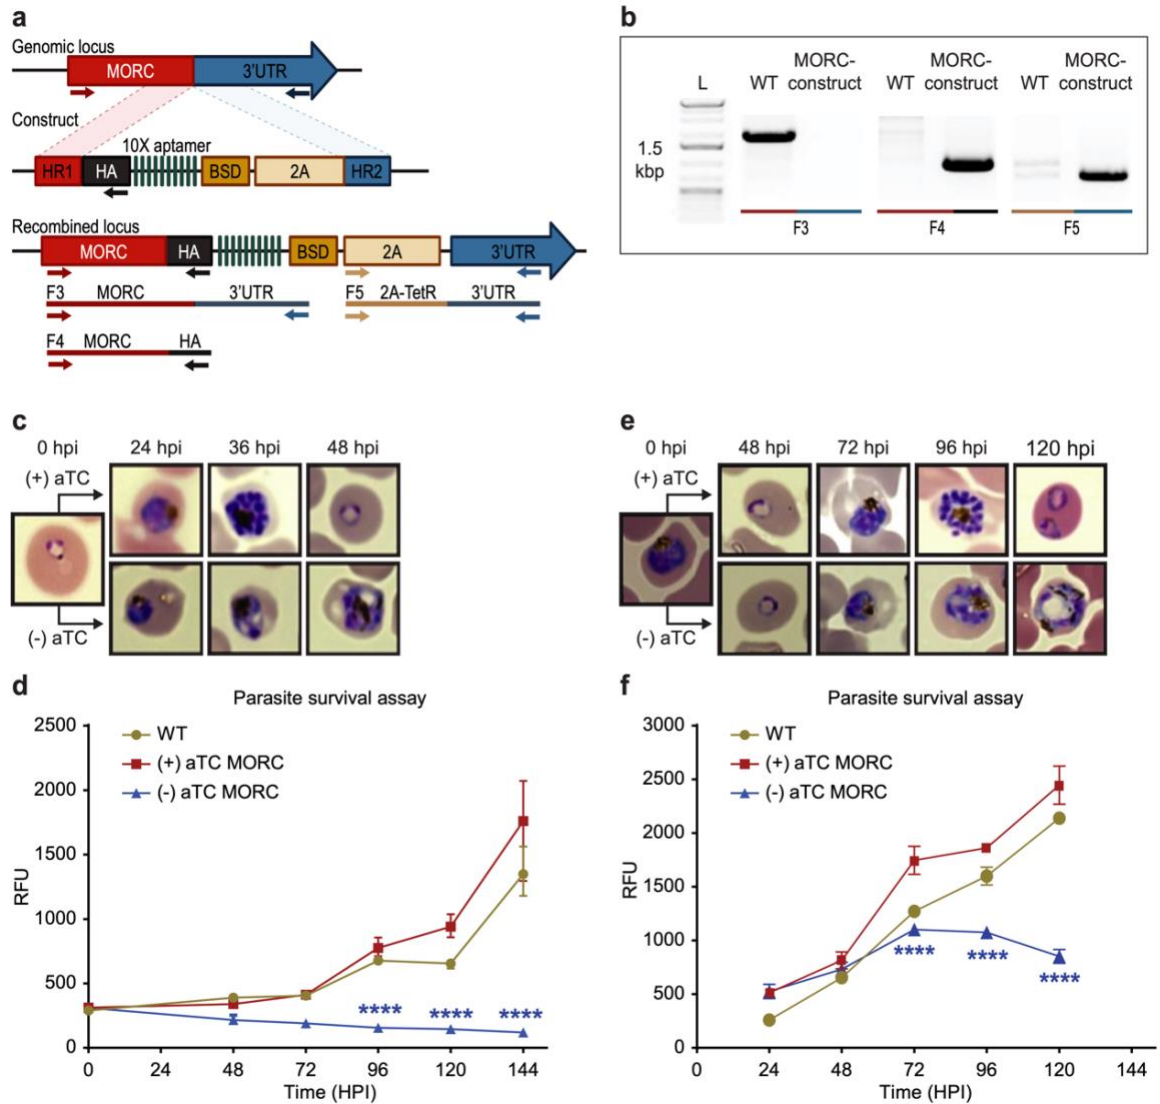 a
Genomic locus
MORC 3'UTR
Construct
10X aptamer
HR1 HA BSD 2A HR2
Recombined locus
MORC HA BSD 2A 3'UTR
F3 MORC 3'UTR F5 2A-TetR 3'UTR
F4 MORC HA
b
L WT MORC-construct WT MORC-construct WT MORC-construct
1.5
kbp
F3 F4 F5
c
0 hpi 24 hpi 36 hpi 48 hpi
(+) aTC
(-) aTC
d
Parasite survival assay
2500
2000
1500
1000
500
0
RFU
WT
(+) aTC MORC
(-) aTC MORC
**** **** ****
0 24 48 72 96 120 144
Time (HPI)
e
0 hpi 48 hpi 72 hpi 96 hpi 120 hpi
(+) aTC
(-) aTC
f
Parasite survival assay
3000
2500
2000
1500
1000
500
0
RFU
WT
(+) aTC MORC
(-) aTC MORC
**** **** ****
0 24 48 72 96 120 144
Time (HPI)